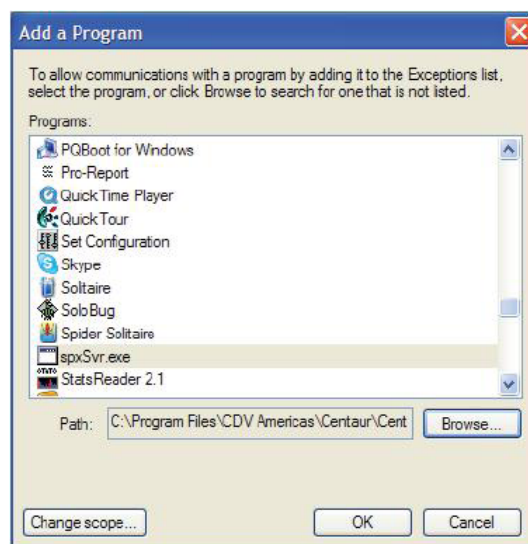 Add a Program
To allow communications with a program by adding it to the Exceptions list,
select the program, or click Browse to search for one that is not listed.
Programs:
PQBoot for Windows
Pro-Report
QuickTime Player
QuickTour
Set Configuration
Skype
Solitaire
SoloBug
Spider Solitaire
spxSvr.exe
StatsReader 2.1
Path: C:\Program Files\CDV Americas\Centaur\Cent Browse...
Change scope... OK Cancel